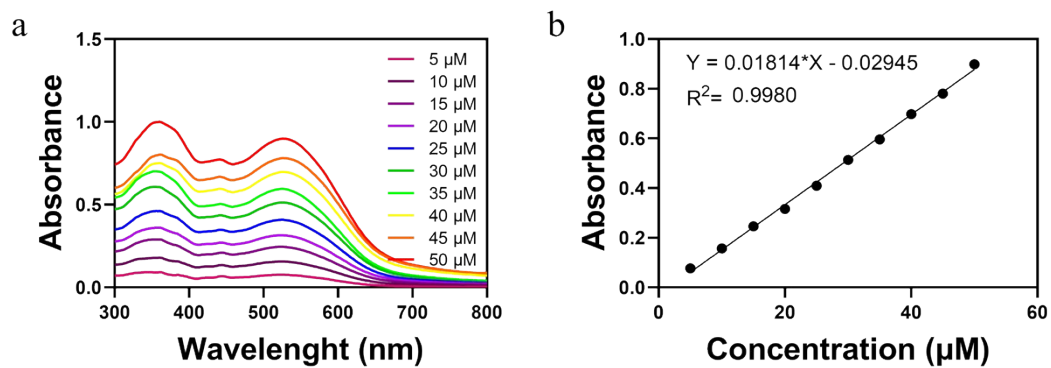 a
Absorbance
1.5
1.0
0.5
0.0
300 400 500 600 700 800
Wavelenght (nm)
5 µM
10 µM
15 µM
20 µM
25 µM
30 µM
35 µM
40 µM
45 µM
50 µM
b
Absorbance
1.0
0.8
0.6
0.4
0.2
0.0
0 20 40 60
Concentration (µM)
Y = 0.01814*X - 0.02945
R²= 0.9980